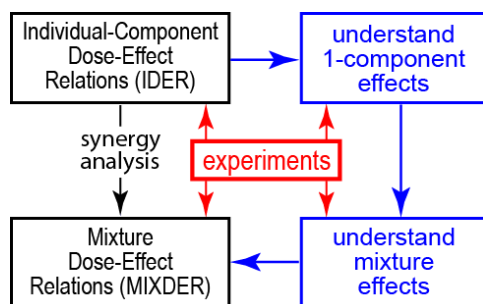 Individual-Component
Dose-Effect
Relations (IDER)
understand
1-component
effects
synergy
analysis
experiments
Mixture
Dose-Effect
Relations (MIXDER)
understand
mixture
effects